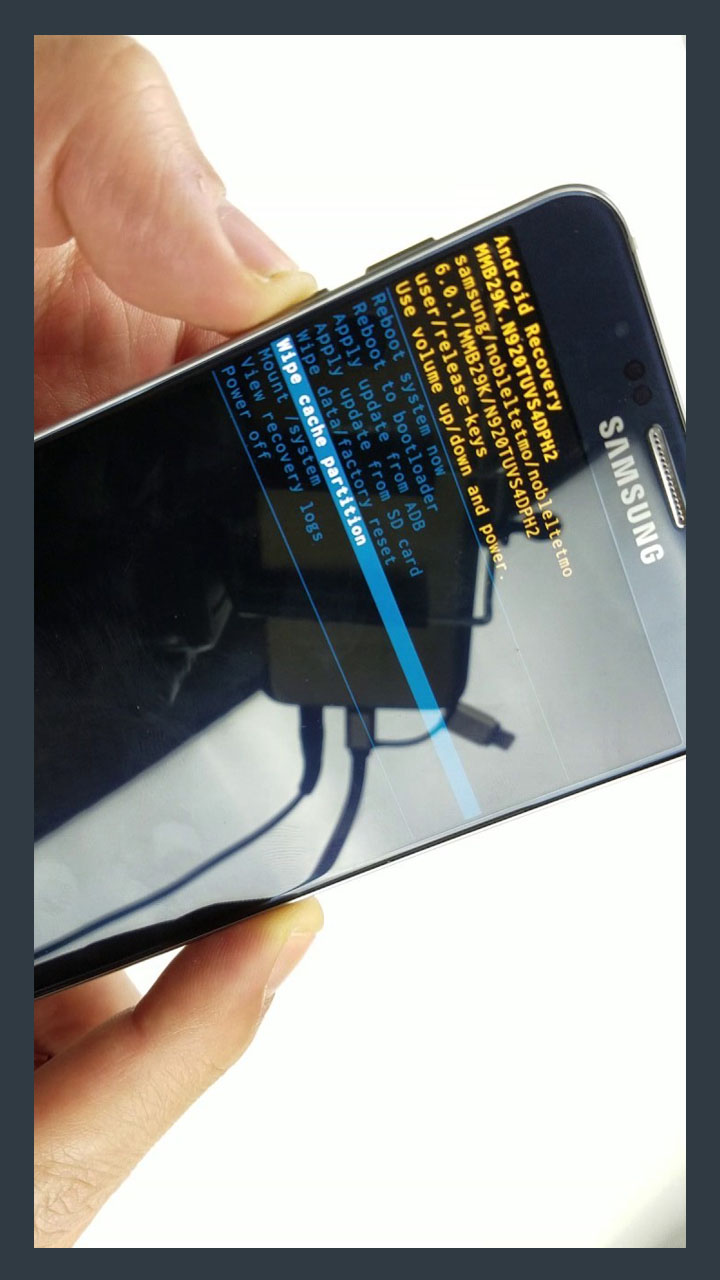 SAMSUNG
Android Recovery
MMB29K.N920TUVS4DPH2
samsung/nobleltetmo/nobleltetmo
6.0.1/MMB29K/N920TUVS4DPH2
user/release-keys
Use volume up/down and power.
Reboot system now
Reboot to bootloader
Apply update from ADB
Apply update from SD card
Wipe data/factory reset
Wipe cache partition
Mount /system
View recovery logs
Power off